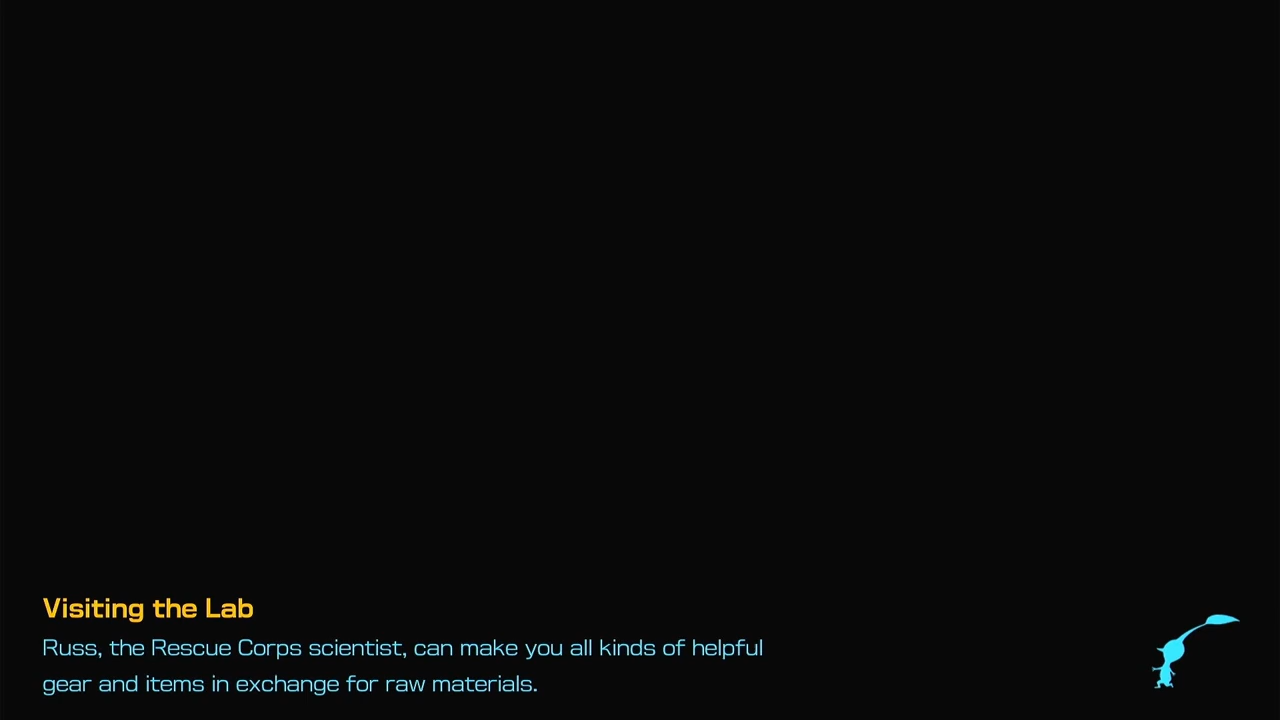 Visiting the Lab
Russ, the Rescue Corps scientist, can make you all kinds of helpful
gear and items in exchange for raw materials.